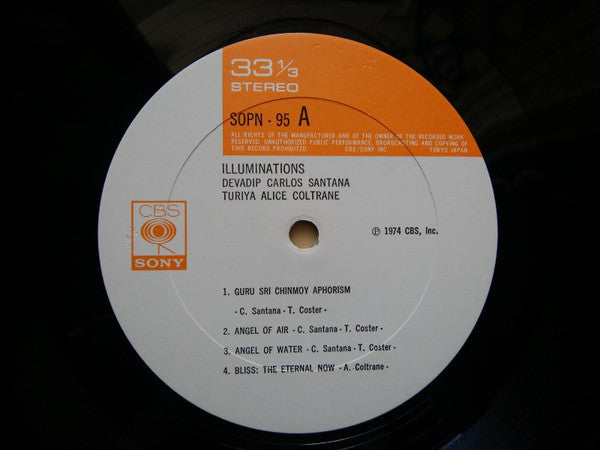 33 1/3
STEREO
SOPN - 95 A
ALL RIGHTS OF THE MANUFACTURER AND OF THE OWNER OF THE RECORDED WORK
RESERVED. UNAUTHORIZED PUBLIC PERFORMANCE, BROADCASTING AND COPYING OF
THIS RECORD PROHIBITED. CBS/SONY INC. TOKYO JAPAN
ILLUMINATIONS
DEVADIP CARLOS SANTANA
TURIYA ALICE COLTRANE
CBS
SONY
℗ 1974 CBS, Inc.
1. GURU SRI CHINMOY APHORISM
- C. Santana - T. Coster -
2. ANGEL OF AIR - C. Santana - T. Coster -
3. ANGEL OF WATER - C. Santana - T. Coster -
4. BLISS: THE ETERNAL NOW - A. Coltrane -